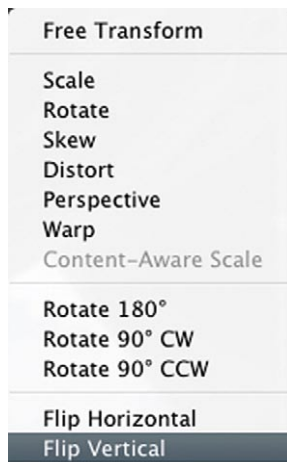 Free Transform
Scale
Rotate
Skew
Distort
Perspective
Warp
Content-Aware Scale
Rotate 180°
Rotate 90° CW
Rotate 90° CCW
Flip Horizontal
Flip Vertical